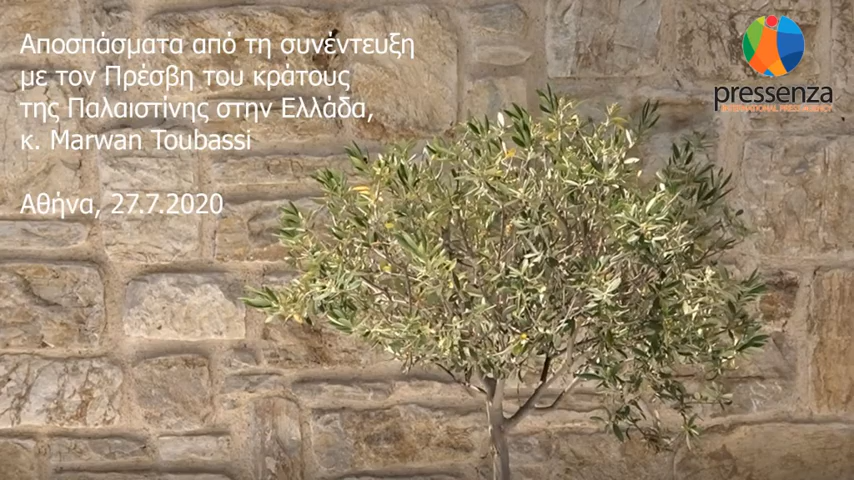 Αποσπάσματα από τη συνέντευξη
με τον Πρέσβη του κράτους
της Παλαιστίνης στην Ελλάδα,
κ. Marwan Toubassi
Αθήνα, 27.7.2020
pressenza
INTERNATIONAL PRESS AGENCY